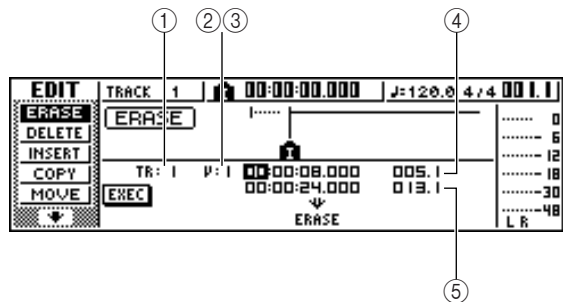 ① ② ③ ④
EDIT TRACK 1 00:00:00.000 ♩=120.0 4/4 001.1
ERASE
DELETE
INSERT
COPY
MOVE
ERASE
TR: 1 V: 1 00:00:08.000 005.1
EXEC 00:00:24.000 013.1
ERASE
0
6
12
18
30
48
L R
⑤